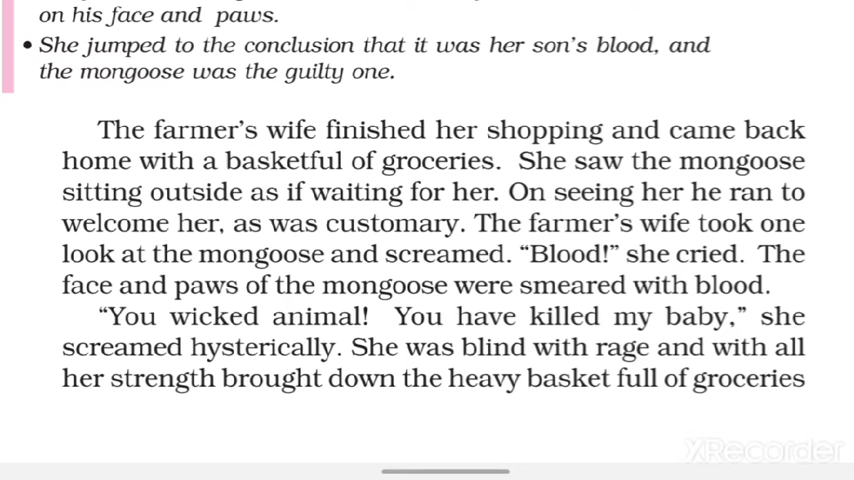 on his face and paws.
• She jumped to the conclusion that it was her son's blood, and
the mongoose was the guilty one.
The farmer's wife finished her shopping and came back
home with a basketful of groceries. She saw the mongoose
sitting outside as if waiting for her. On seeing her he ran to
welcome her, as was customary. The farmer's wife took one
look at the mongoose and screamed. “Blood!” she cried. The
face and paws of the mongoose were smeared with blood.
“You wicked animal! You have killed my baby,” she
screamed hysterically. She was blind with rage and with all
her strength brought down the heavy basket full of groceries
XRecorder